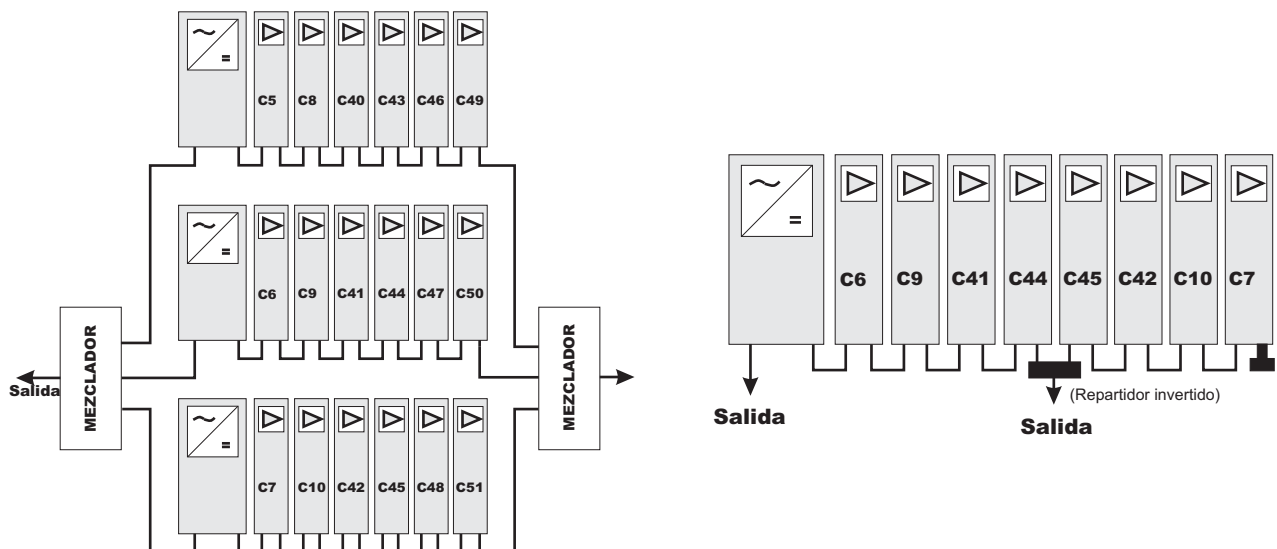 C5 C8 C40 C43 C46 C49
C6 C9 C41 C44 C47 C50
MEZCLADOR
Salida
MEZCLADOR
C7 C10 C42 C45 C48 C51
C6 C9 C41 C44 C45 C42 C10 C7
Salida
(Repartidor invertido)
Salida